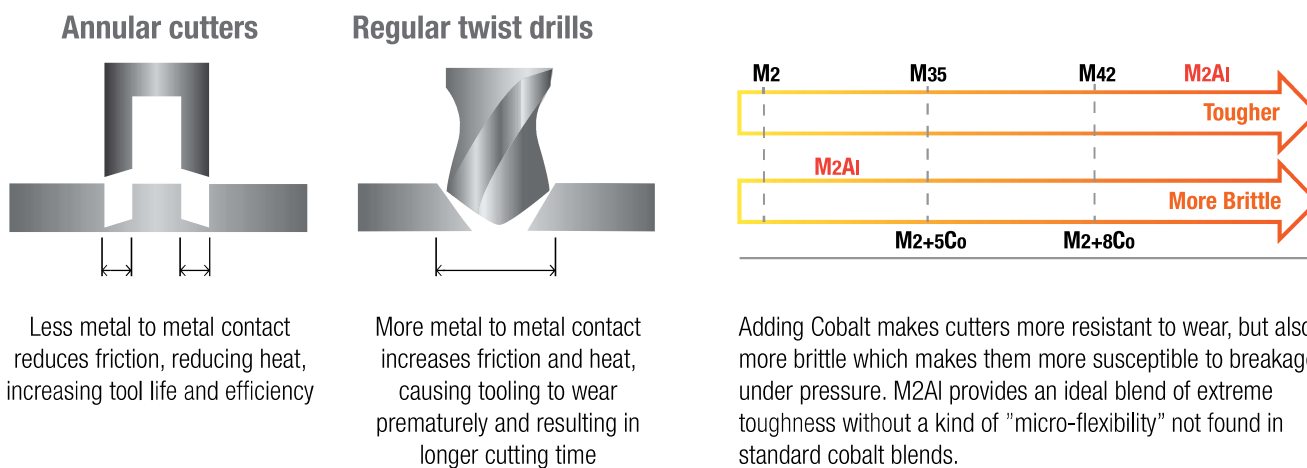 Annular cutters
Less metal to metal contact
reduces friction, reducing heat,
increasing tool life and efficiency
Regular twist drills
More metal to metal contact
increases friction and heat,
causing tooling to wear
prematurely and resulting in
longer cutting time
M2 M35 M42 M2Al
Tougher
M2Al
More Brittle
M2+5Co M2+8Co
Adding Cobalt makes cutters more resistant to wear, but also
more brittle which makes them more susceptible to breakage
under pressure. M2Al provides an ideal blend of extreme
toughness without a kind of ”micro-flexibility” not found in
standard cobalt blends.